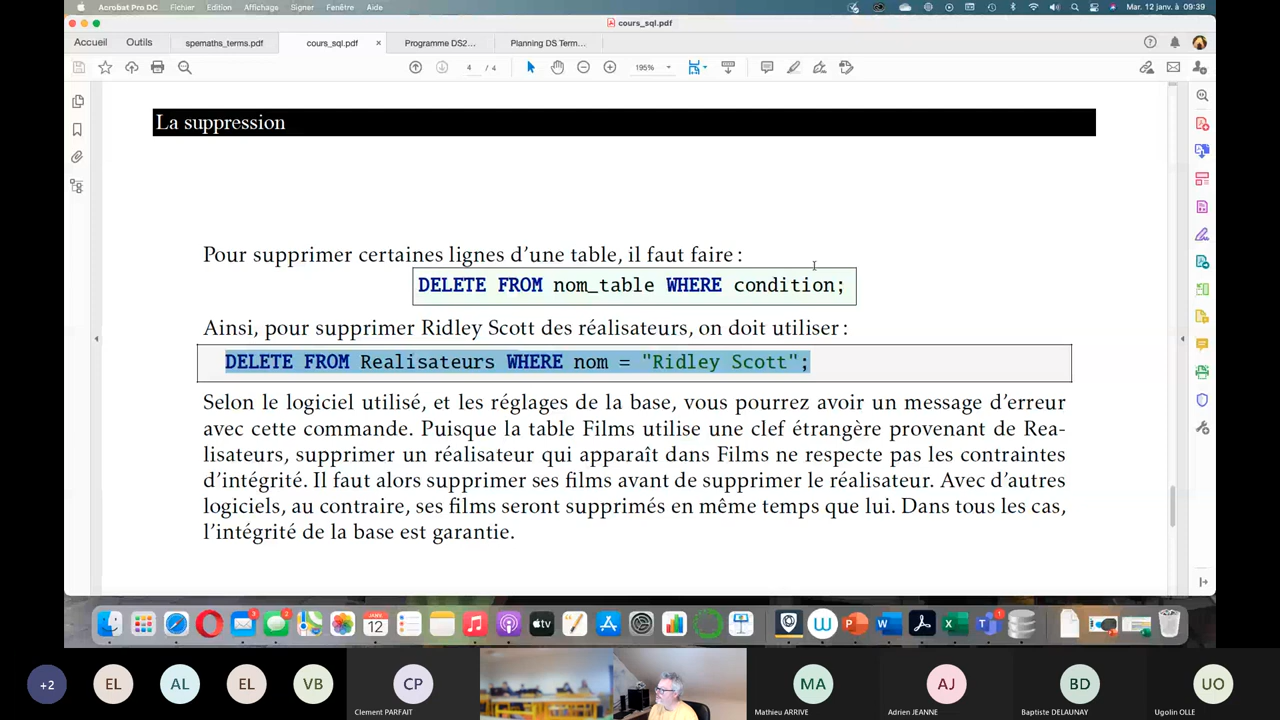 Acrobat Pro DC Fichier Edition Affichage Signer Fenêtre Aide
Mar. 12 janv. à 09:39
cours_sql.pdf
Accueil Outils spemaths_terms.pdf cours_sql.pdf × Programme DS2... Planning DS Term...
4 / 4 195%
La suppression
Pour supprimer certaines lignes d'une table, il faut faire :
DELETE FROM nom_table WHERE condition;
Ainsi, pour supprimer Ridley Scott des réalisateurs, on doit utiliser :
DELETE FROM Realisateurs WHERE nom = "Ridley Scott";
Selon le logiciel utilisé, et les réglages de la base, vous pourrez avoir un message d'erreur
avec cette commande. Puisque la table Films utilise une clef étrangère provenant de Rea-
lisateurs, supprimer un réalisateur qui apparaît dans Films ne respecte pas les contraintes
d'intégrité. Il faut alors supprimer ses films avant de supprimer le réalisateur. Avec d'autres
logiciels, au contraire, ses films seront supprimés en même temps que lui. Dans tous les cas,
l'intégrité de la base est garantie.
JANV.
12
tv
+2 EL AL EL VB CP MA AJ BD UO
Clement PARFAIT Mathieu ARRIVE Adrien JEANNE Baptiste DELAUNAY Ugolin OLLE